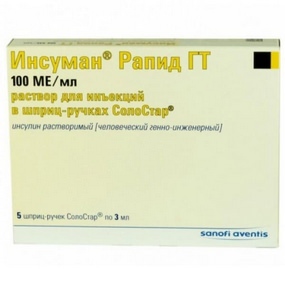 Инсуман® Рапид ГТ
100 МЕ/мл
раствор для инъекций
в шприц-ручках СолоСтар®
инсулин растворимый [человеческий генно-инженерный]
5 шприц-ручек СолоСтар® по 3 мл
sanofi aventis